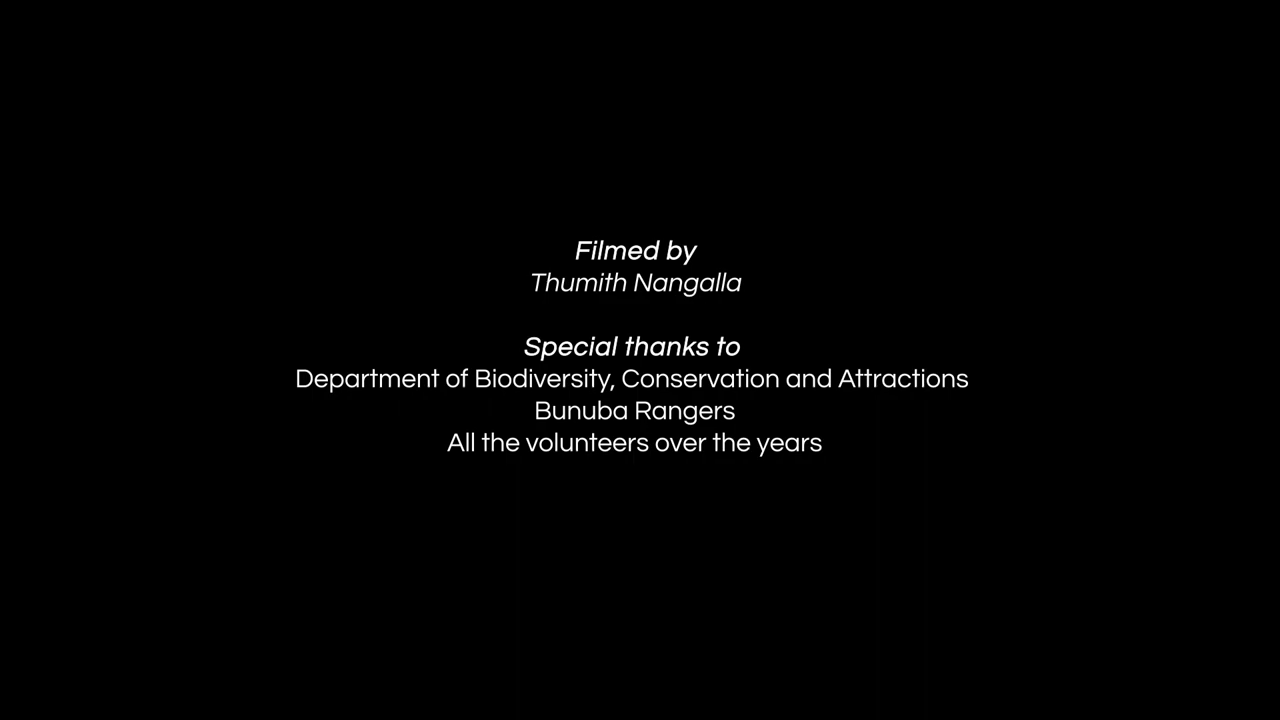 Filmed by
Thumith Nangalla
Special thanks to
Department of Biodiversity, Conservation and Attractions
Bunuba Rangers
All the volunteers over the years